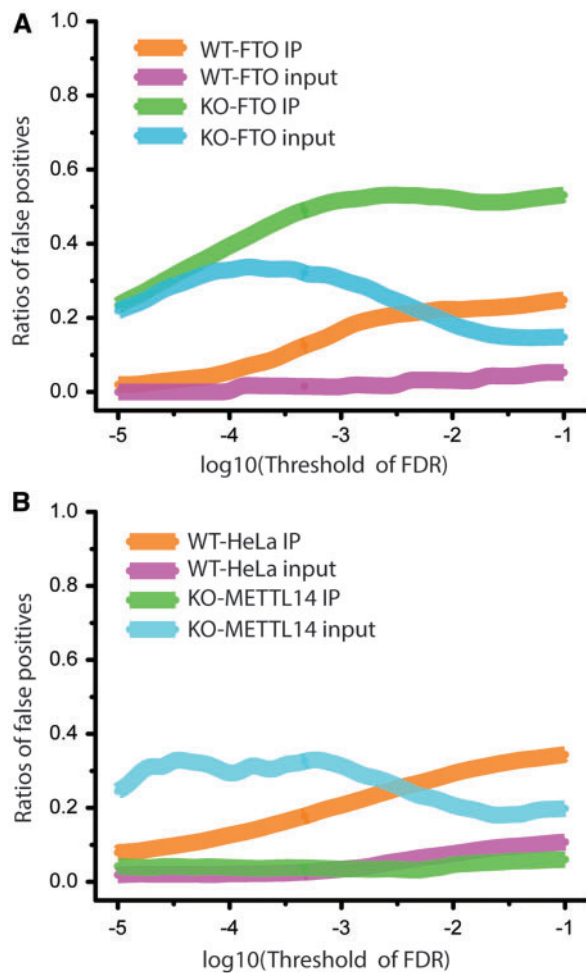 A
1.0
0.8
0.6
0.4
0.2
0.0
Ratios of false positives
WT-FTO IP
WT-FTO input
KO-FTO IP
KO-FTO input
-5
-4
-3
-2
-1
log10(Threshold of FDR)
B
1.0
0.8
0.6
0.4
0.2
0.0
Ratios of false positives
WT-HeLa IP
WT-HeLa input
KO-METTL14 IP
KO-METTL14 input
-5
-4
-3
-2
-1
log10(Threshold of FDR)